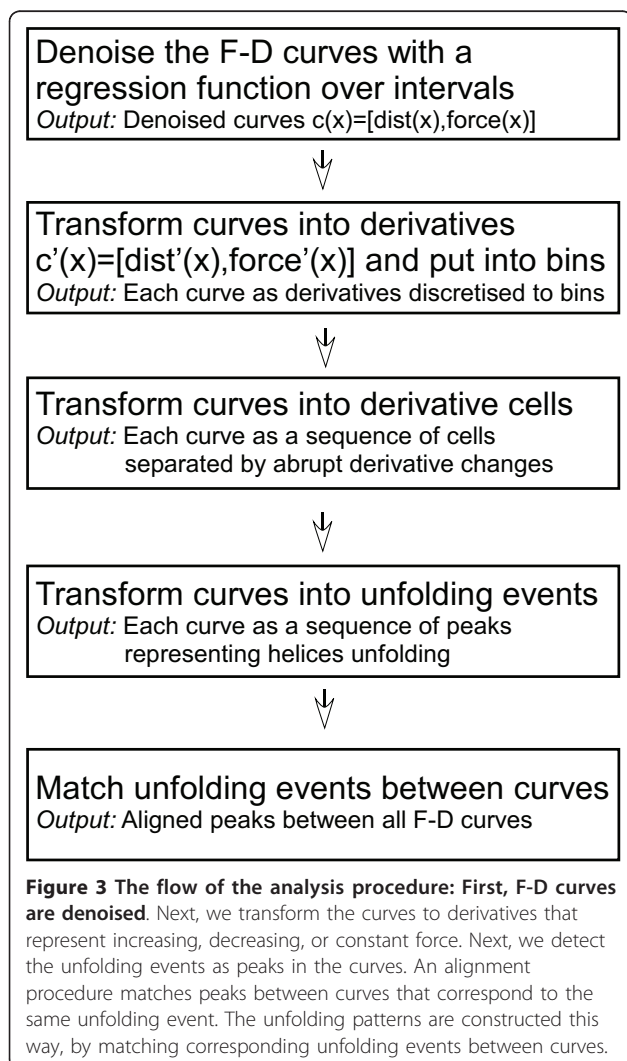 Denoise the F-D curves with a
regression function over intervals
Output: Denoised curves c(x)=[dist(x),force(x)]
Transform curves into derivatives
c'(x)=[dist'(x),force'(x)] and put into bins
Output: Each curve as derivatives discretised to bins
Transform curves into derivative cells
Output: Each curve as a sequence of cells
separated by abrupt derivative changes
Transform curves into unfolding events
Output: Each curve as a sequence of peaks
representing helices unfolding
Match unfolding events between curves
Output: Aligned peaks between all F-D curves
Figure 3 The flow of the analysis procedure: First, F-D curves
are denoised. Next, we transform the curves to derivatives that
represent increasing, decreasing, or constant force. Next, we detect
the unfolding events as peaks in the curves. An alignment
procedure matches peaks between curves that correspond to the
same unfolding event. The unfolding patterns are constructed this
way, by matching corresponding unfolding events between curves.